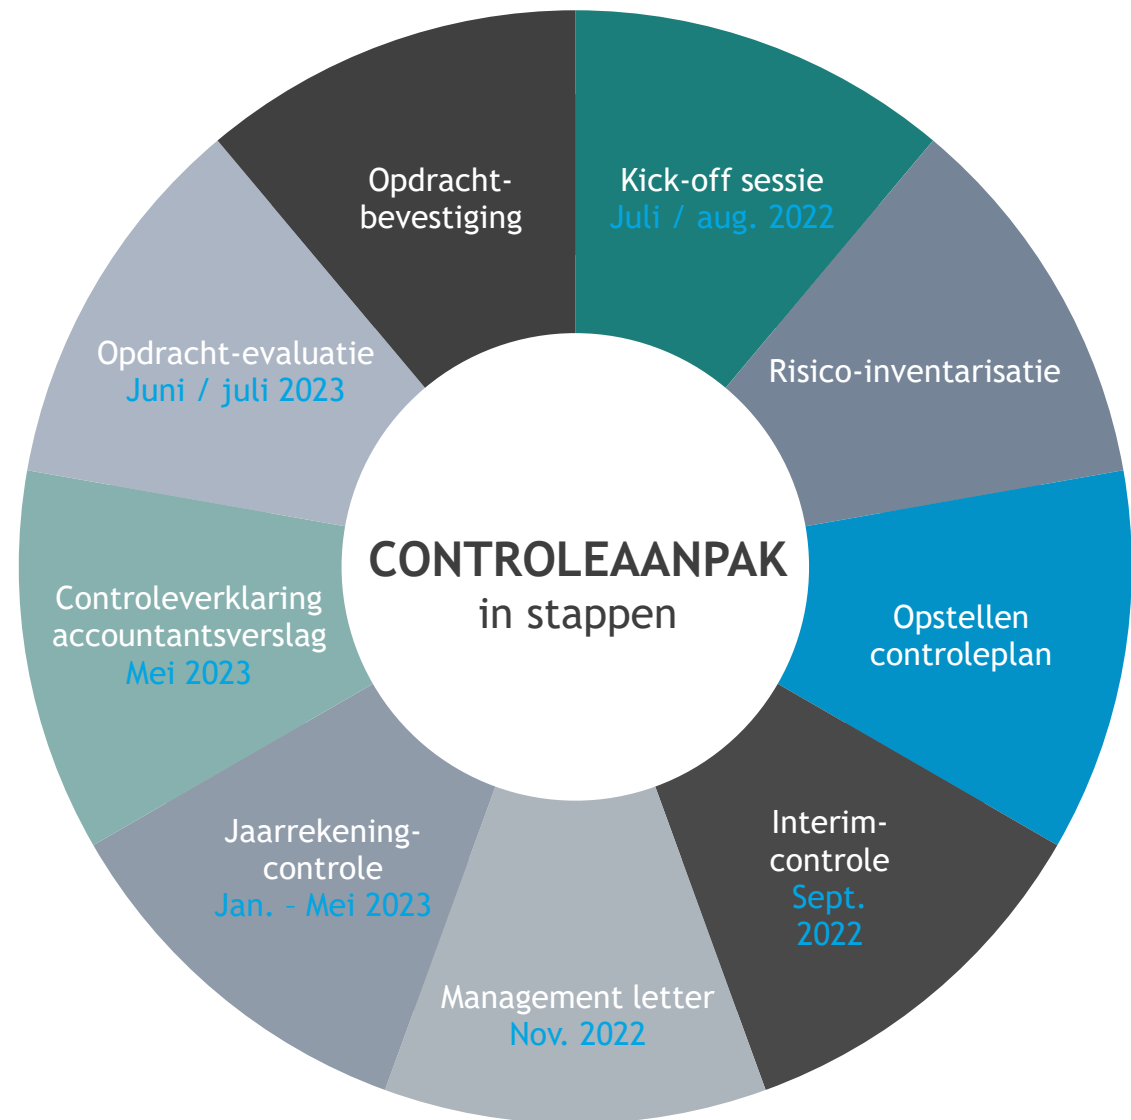 Opdracht-
bevestiging
Kick-off sessie
Juli / aug. 2022
Risico-inventarisatie
Opstellen
controleplan
Interim-
controle
Sept.
2022
Management letter
Nov. 2022
Jaarrekening-
controle
Jan. – Mei 2023
Controleverklaring
accountantsverslag
Mei 2023
Opdracht-evaluatie
Juni / juli 2023
CONTROLEAANPAK
in stappen